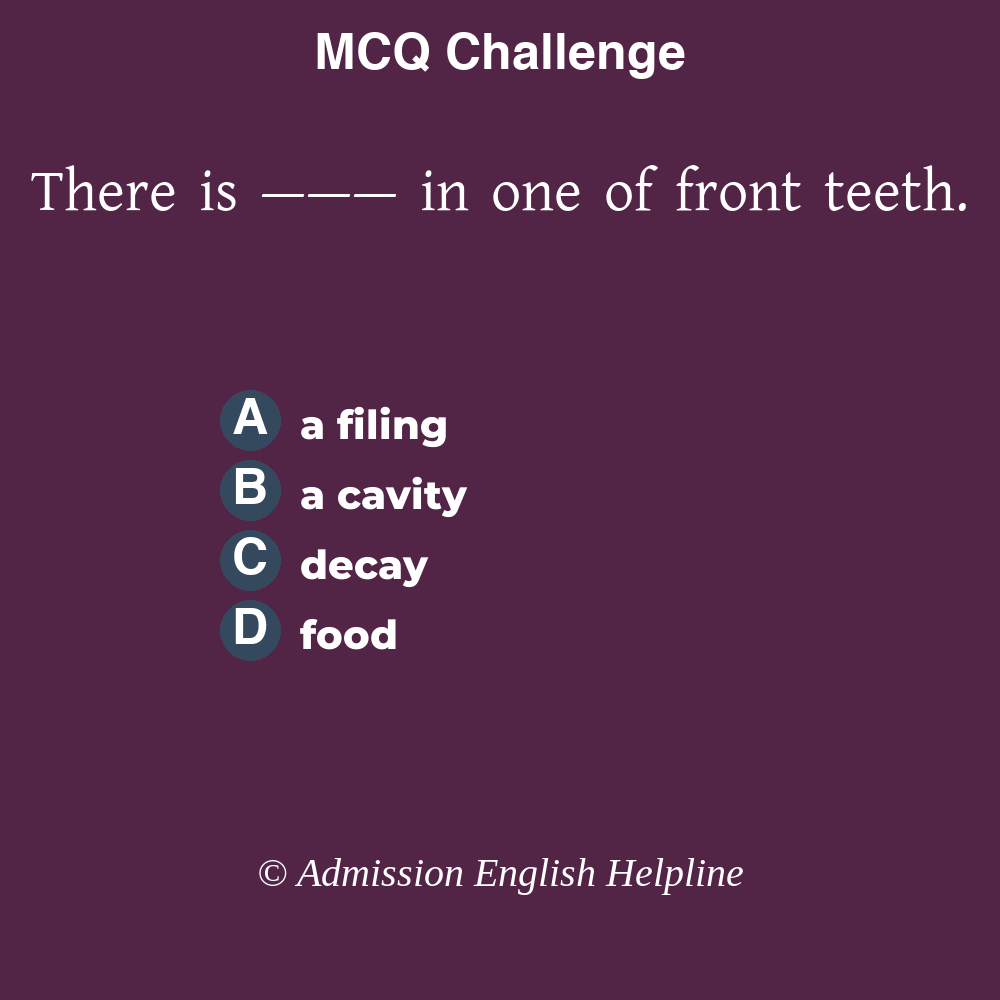 MCQ Challenge
There is ——— in one of front teeth.
A a filing
B a cavity
C decay
D food
© Admission English Helpline